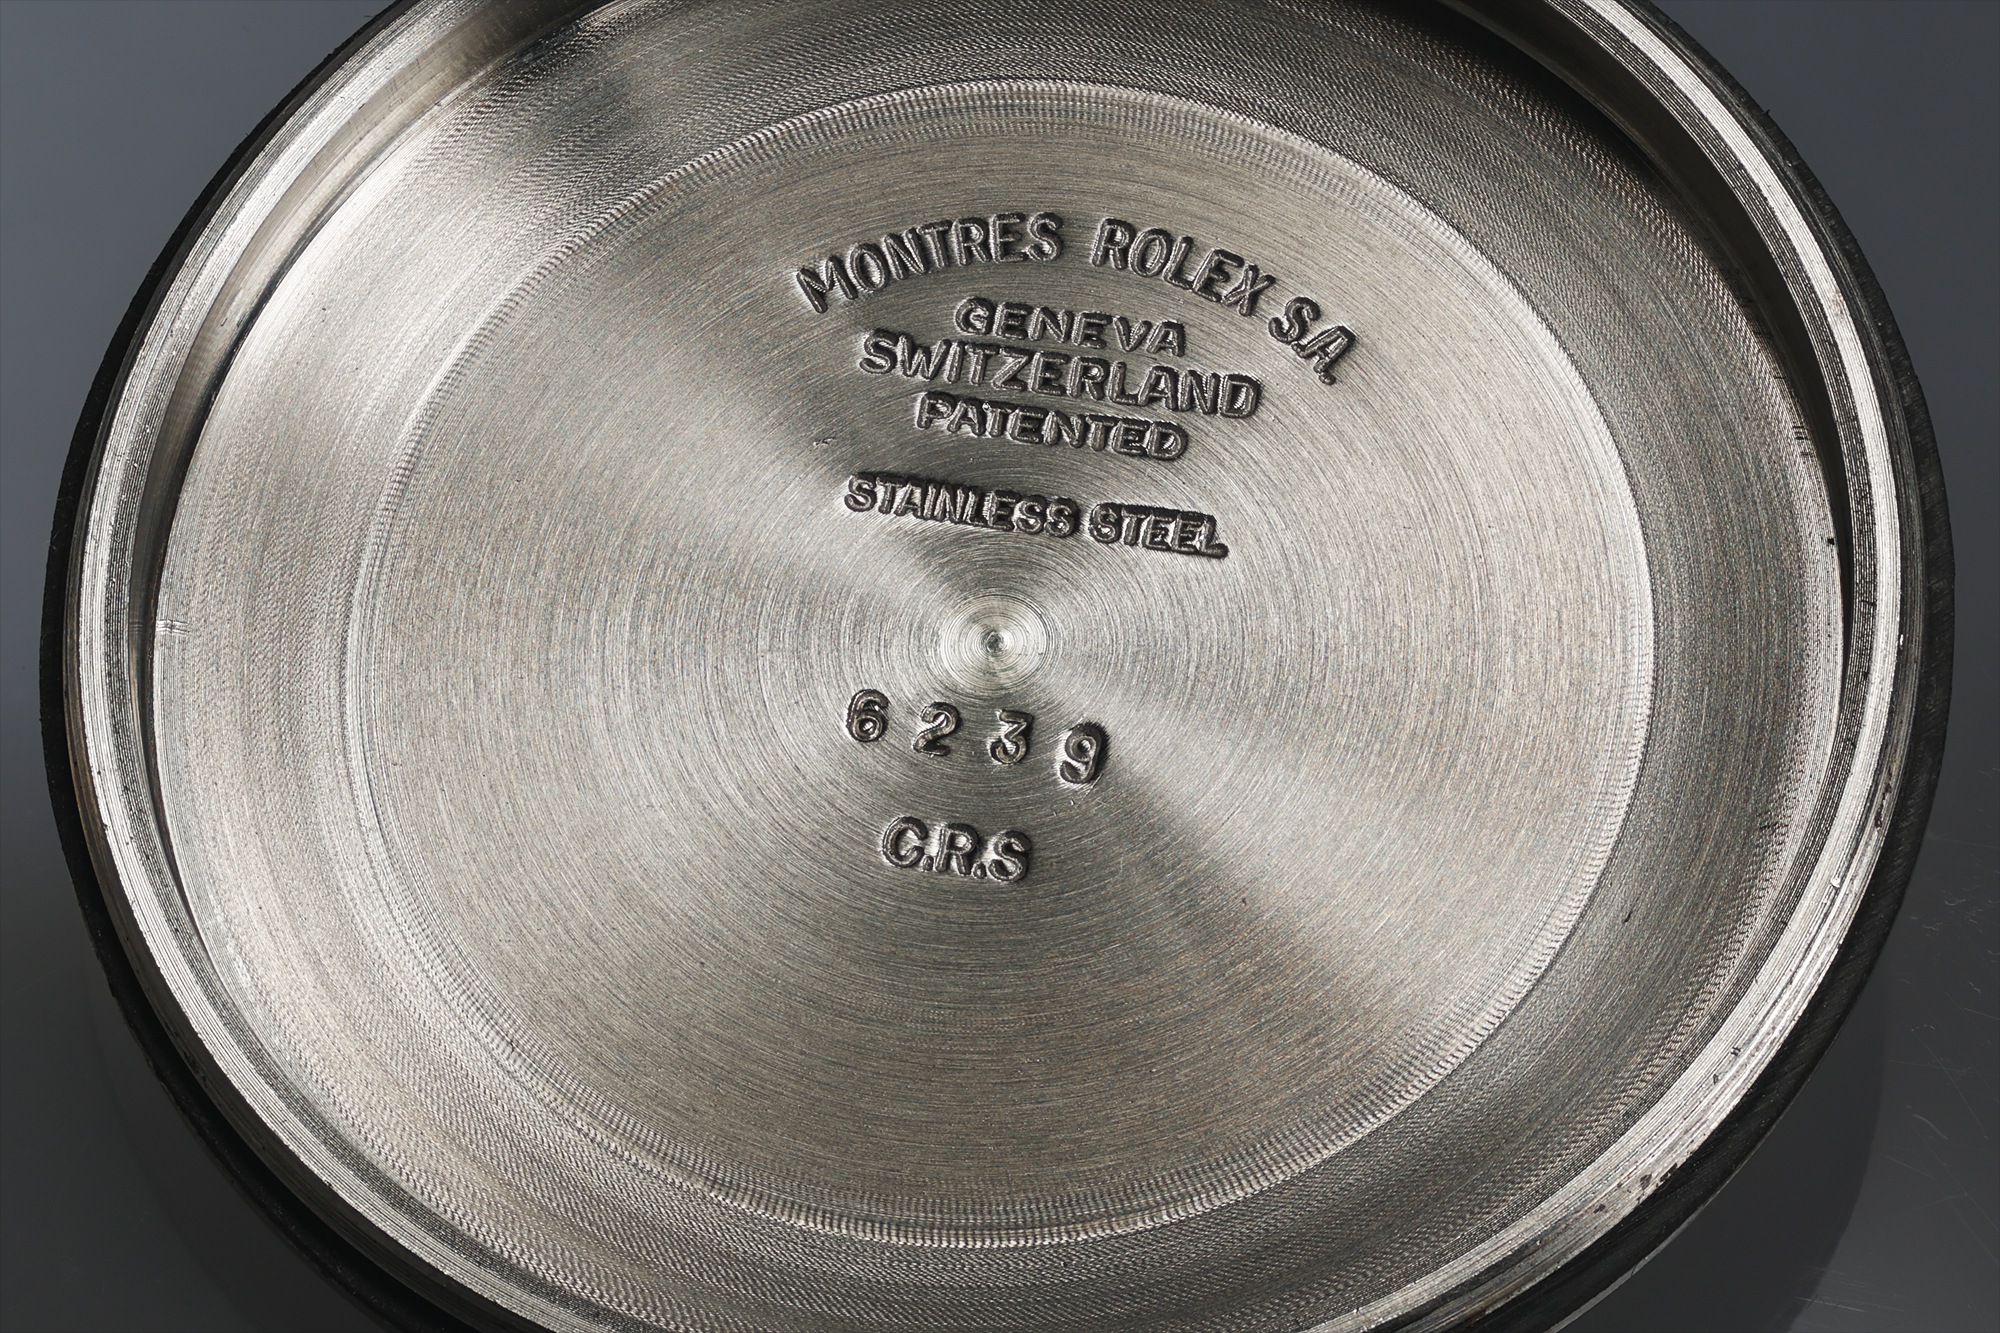 MONTRES ROLEX S.A.
GENEVA
SWITZERLAND
PATENTED
STAINLESS STEEL
6239
C.R.S